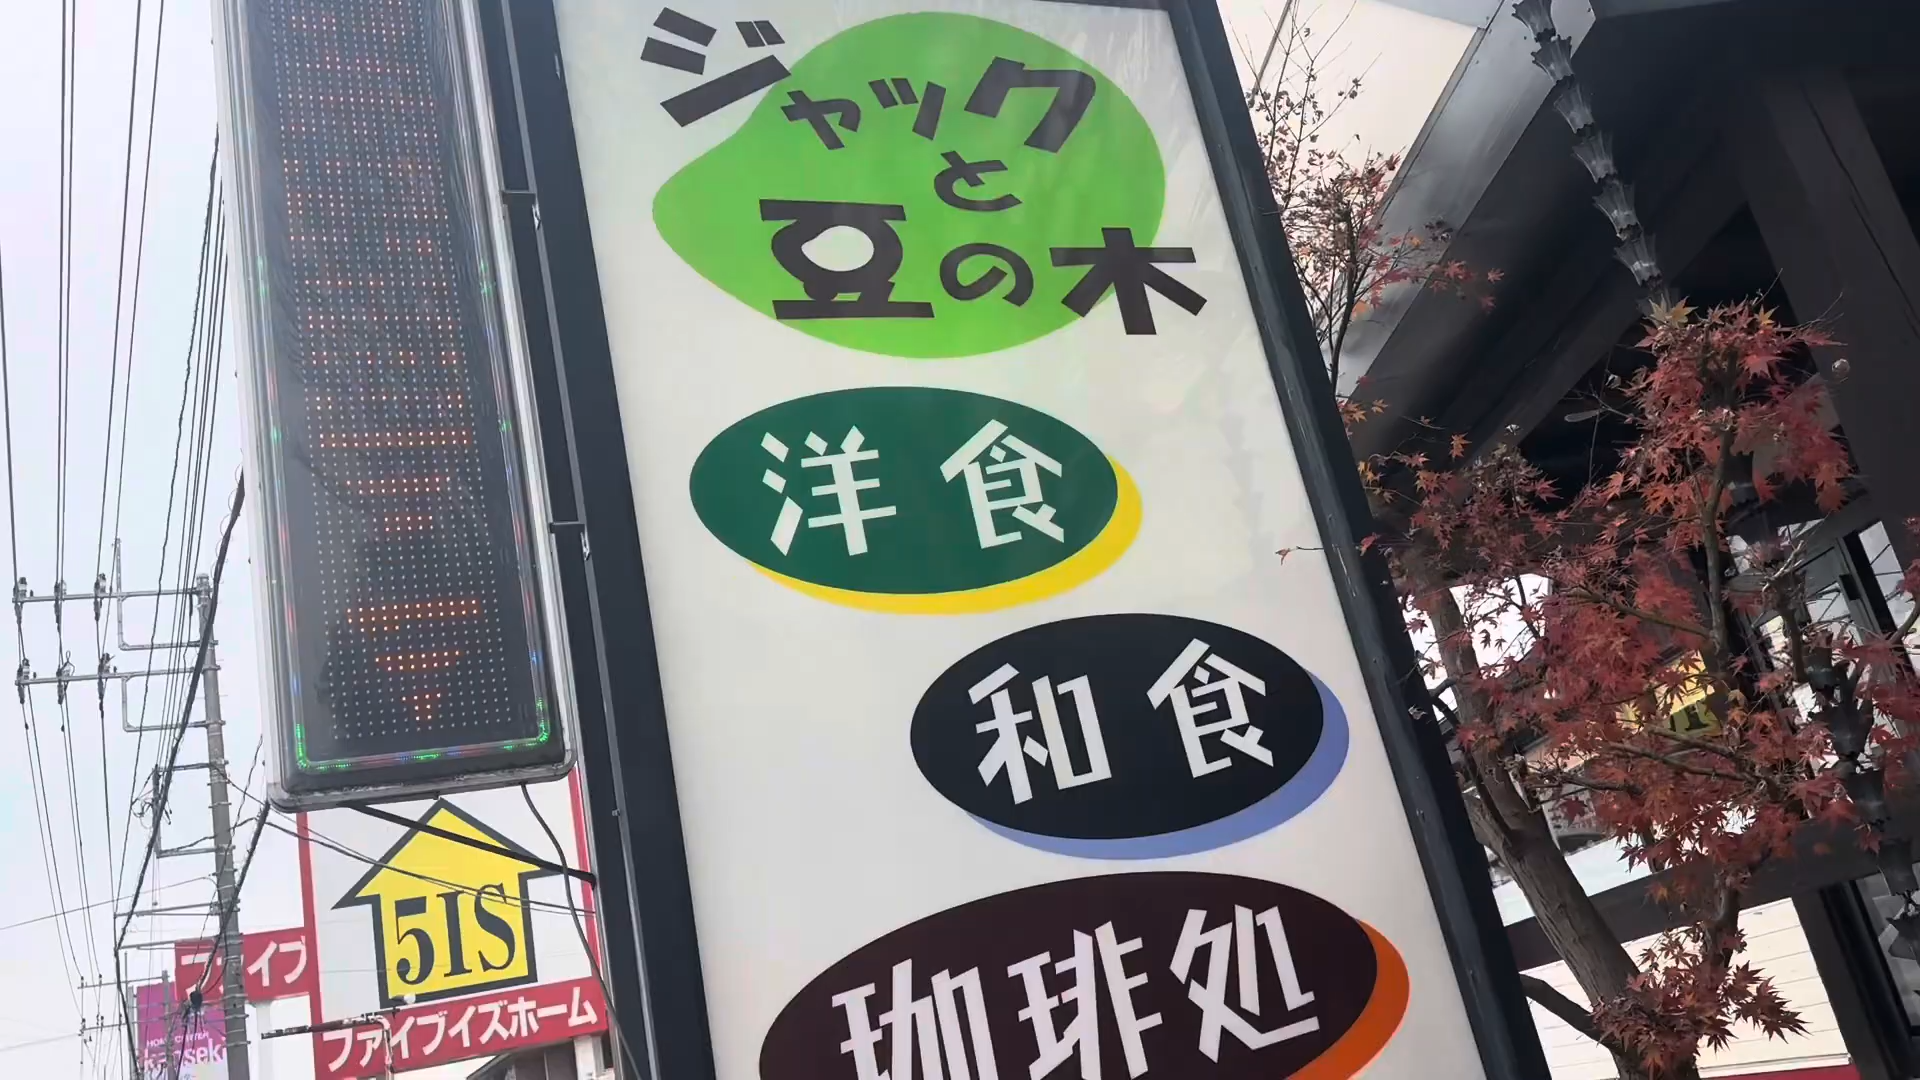 ジャック
と
豆の木
洋食
和食
珈琲処
5IS
ファイブイズホーム